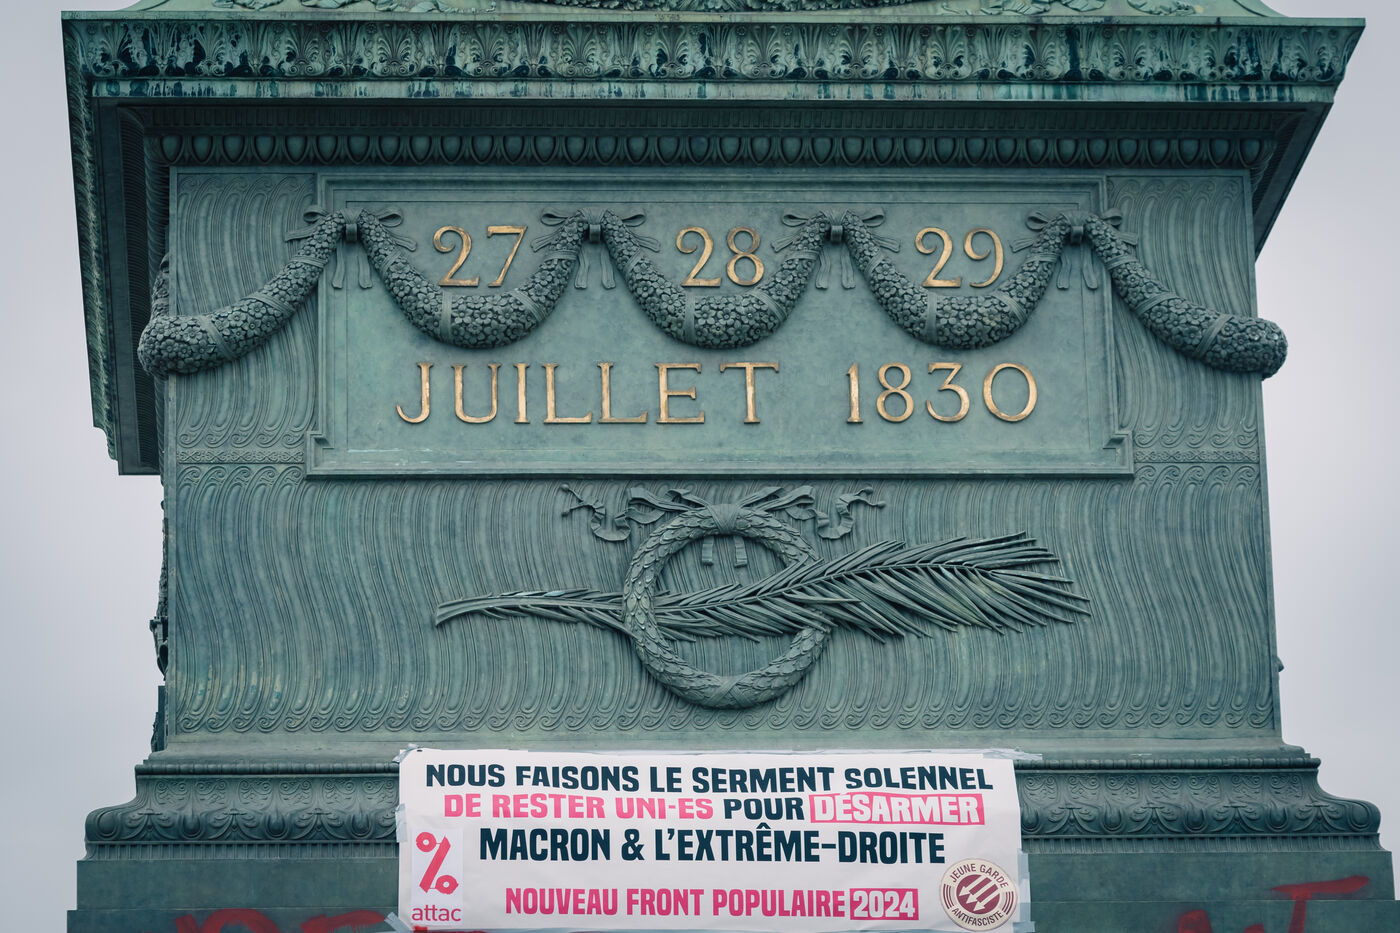 27 28 29
JUILLET 1830
NOUS FAISONS LE SERMENT SOLENNEL
DE RESTER UNI·ES POUR DÉSARMER
MACRON & L'EXTRÊME-DROITE
NOUVEAU FRONT POPULAIRE 2024
%
attac
JEUNE GARDE
ANTIFASCISTE